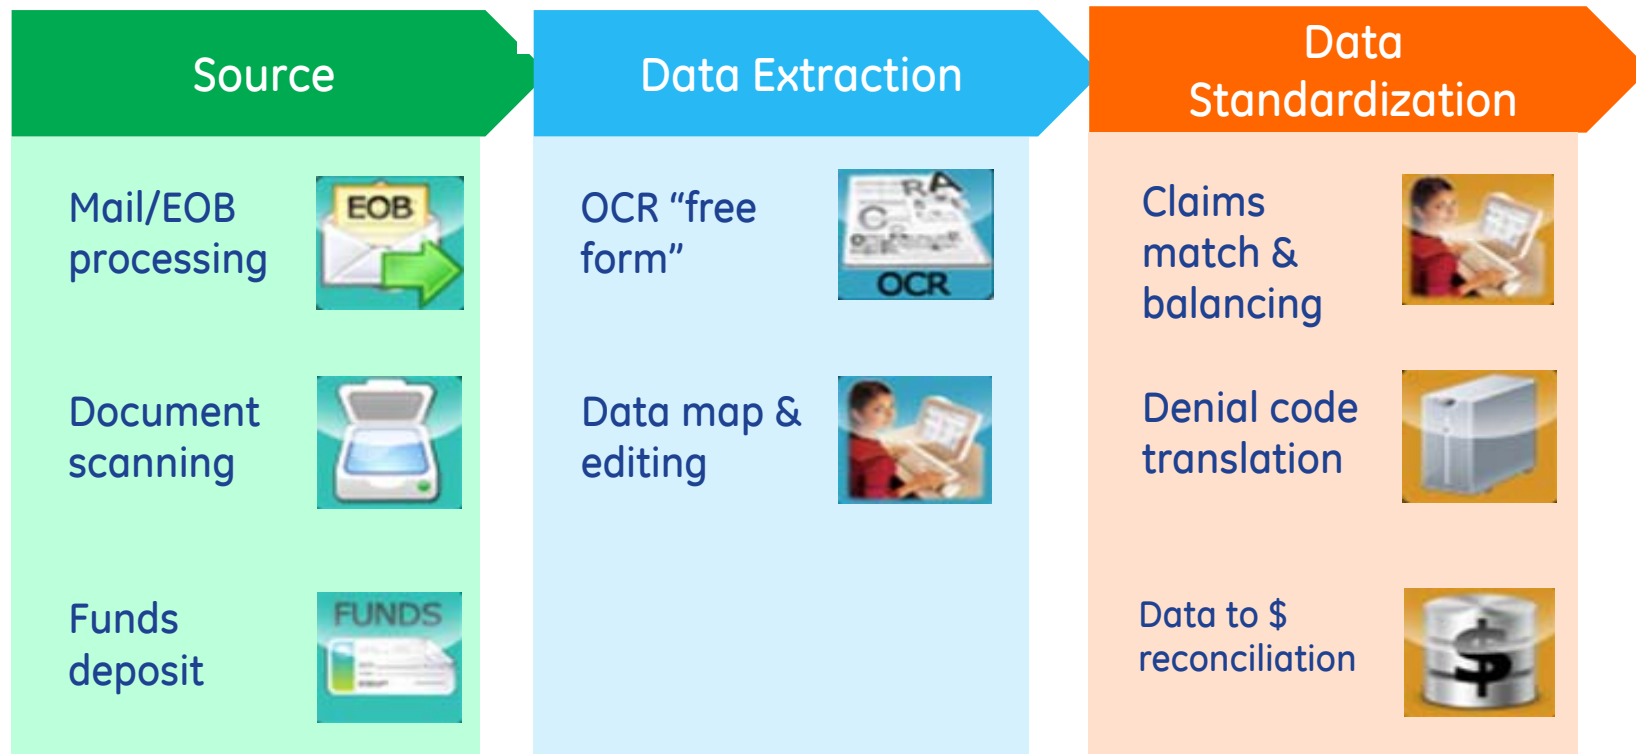 Source
Mail/EOB
processing
EOB
Document
scanning
Funds
deposit
FUNDS
Data Extraction
OCR “free
form”
OCR
Data map &
editing
Data
Standardization
Claims
match &
balancing
Denial code
translation
Data to $
reconciliation
$